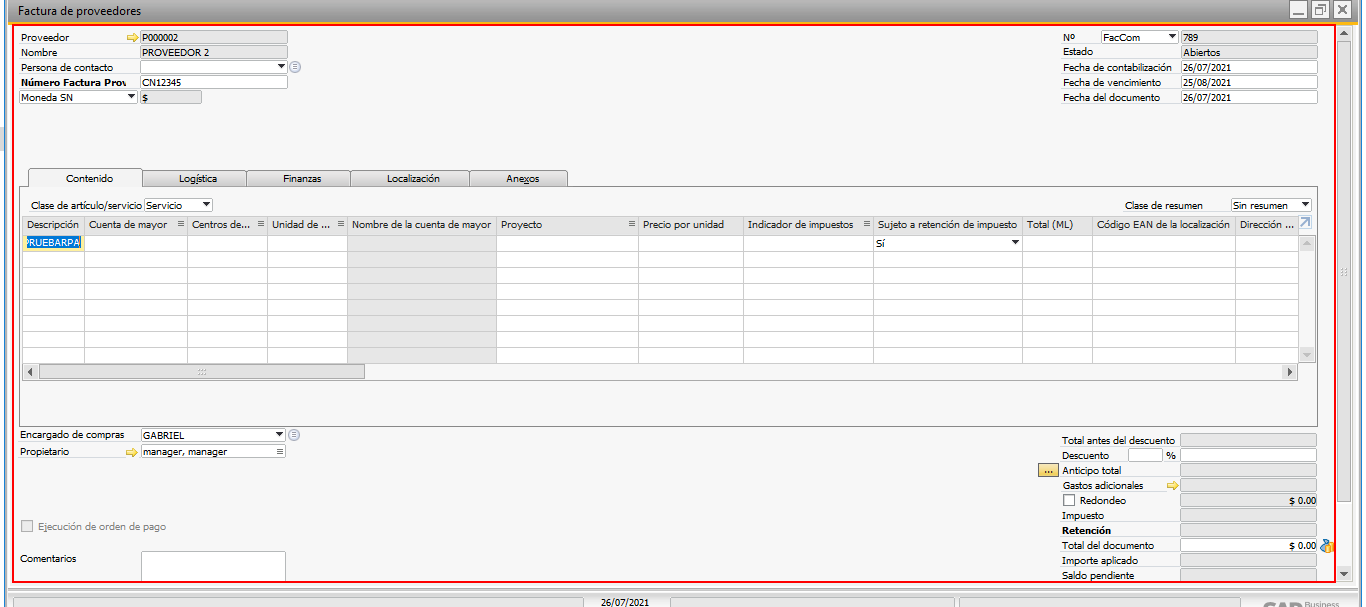 Factura de proveedores
Proveedor P000002
Nombre PROVEEDOR 2
Persona de contacto
Número Factura Prov CN12345
Moneda SN $
Nº FacCom 789
Estado Abiertos
Fecha de contabilización 26/07/2021
Fecha de vencimiento 25/08/2021
Fecha del documento 26/07/2021
Contenido Logística Finanzas Localización Anexos
Clase de artículo/servicio Servicio Clase de resumen Sin resumen
Descripción Cuenta de mayor Centros de... Unidad de ... Nombre de la cuenta de mayor Proyecto Precio por unidad Indicador de impuestos Sujeto a retención de impuesto Total (ML) Código EAN de la localización Dirección ...
PRUEBARPA Sí
Encargado de compras GABRIEL
Propietario manager, manager
Ejecución de orden de pago
Comentarios
Total antes del descuento
Descuento %
... Anticipo total
Gastos adicionales
Redondeo $ 0.00
Impuesto
Retención
Total del documento $ 0.00
Importe aplicado
Saldo pendiente
26/07/2021
Business